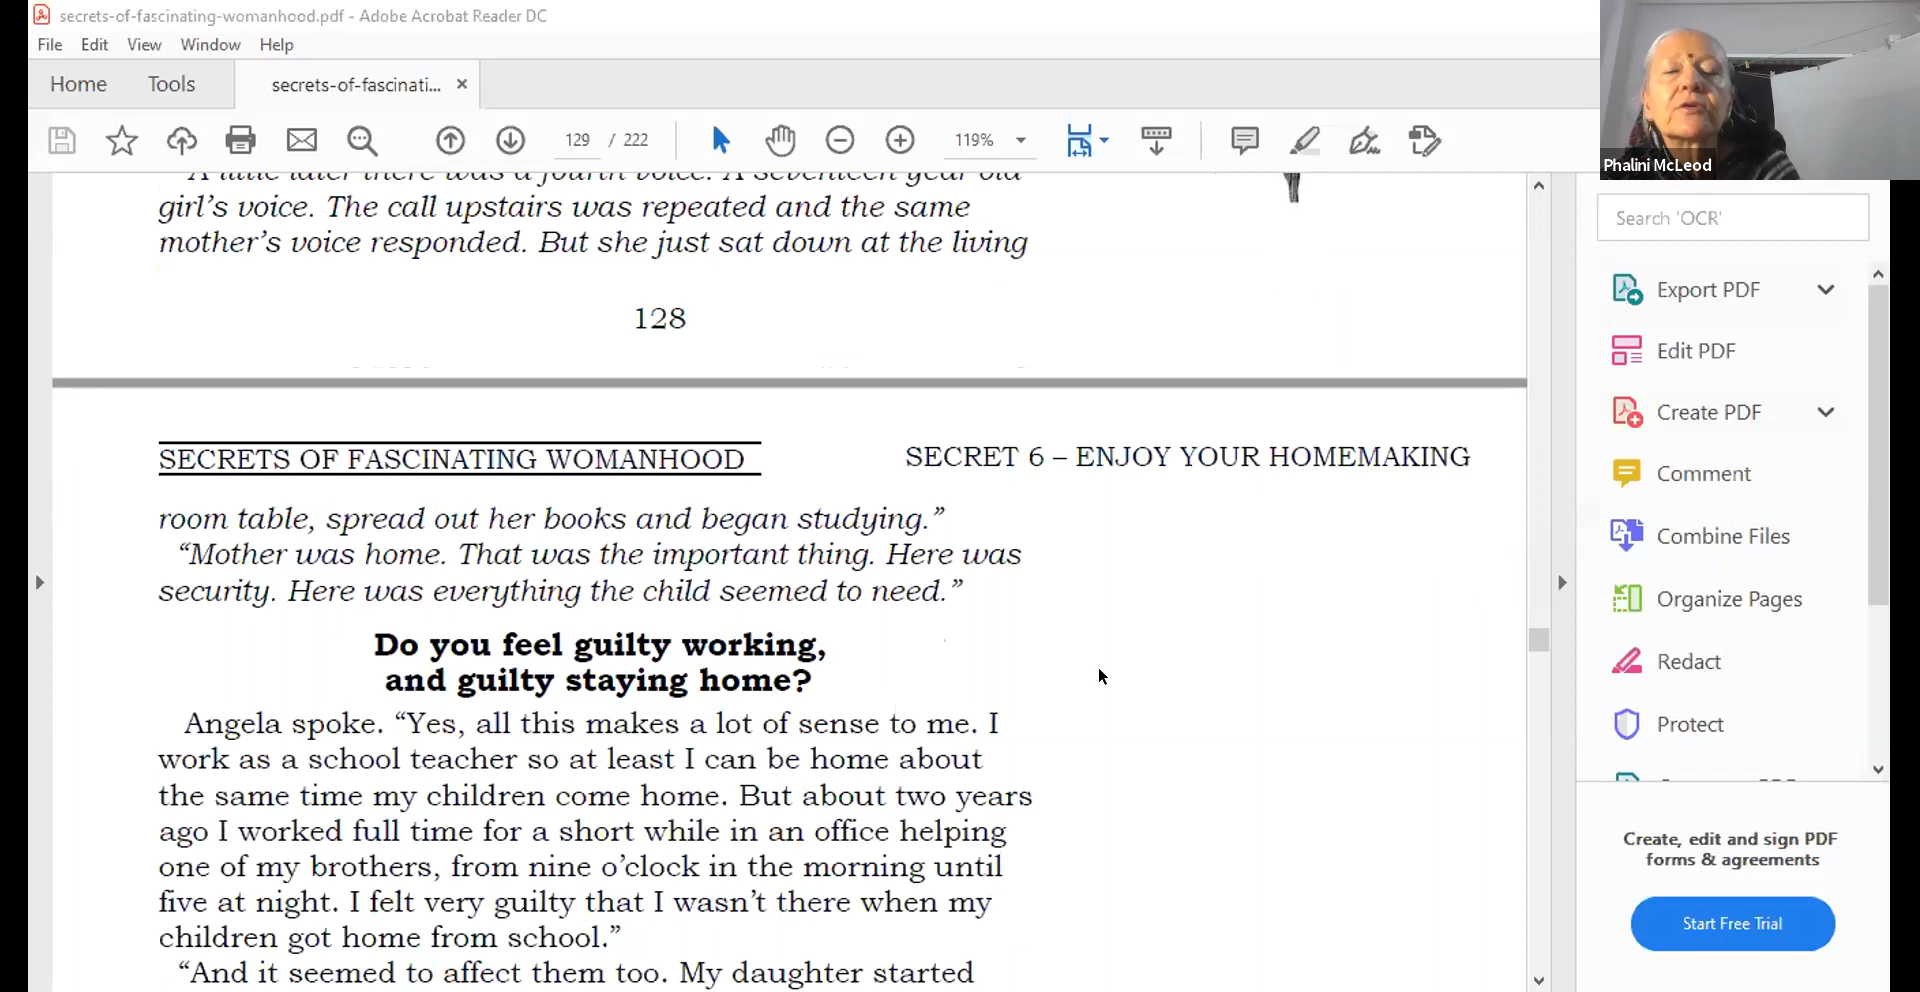 secrets-of-fascinating-womanhood.pdf - Adobe Acrobat Reader DC
File Edit View Window Help
Home Tools secrets-of-fascinati... ×
129 / 222 119%
Phalini McLeod
"A little later there was a fourth voice. A seventeen year old
girl's voice. The call upstairs was repeated and the same
mother's voice responded. But she just sat down at the living
128
SECRETS OF FASCINATING WOMANHOOD SECRET 6 – ENJOY YOUR HOMEMAKING
room table, spread out her books and began studying.”
“Mother was home. That was the important thing. Here was
security. Here was everything the child seemed to need.”
Do you feel guilty working,
and guilty staying home?
Angela spoke. “Yes, all this makes a lot of sense to me. I
work as a school teacher so at least I can be home about
the same time my children come home. But about two years
ago I worked full time for a short while in an office helping
one of my brothers, from nine o’clock in the morning until
five at night. I felt very guilty that I wasn’t there when my
children got home from school.”
“And it seemed to affect them too. My daughter started
Search 'OCR'
Export PDF
Edit PDF
Create PDF
Comment
Combine Files
Organize Pages
Redact
Protect
Create, edit and sign PDF
forms & agreements
Start Free Trial